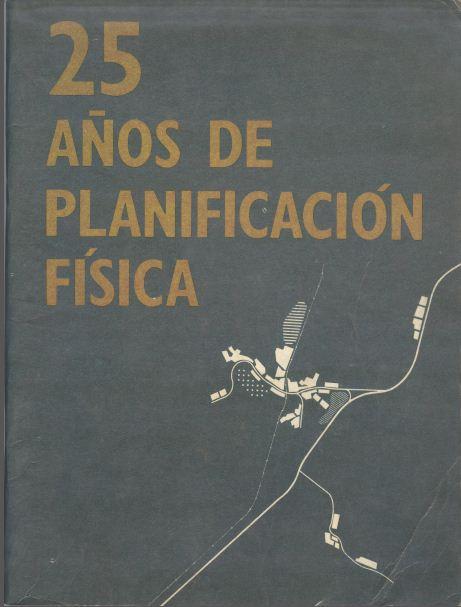 25
AÑOS DE
PLANIFICACIÓN
FÍSICA